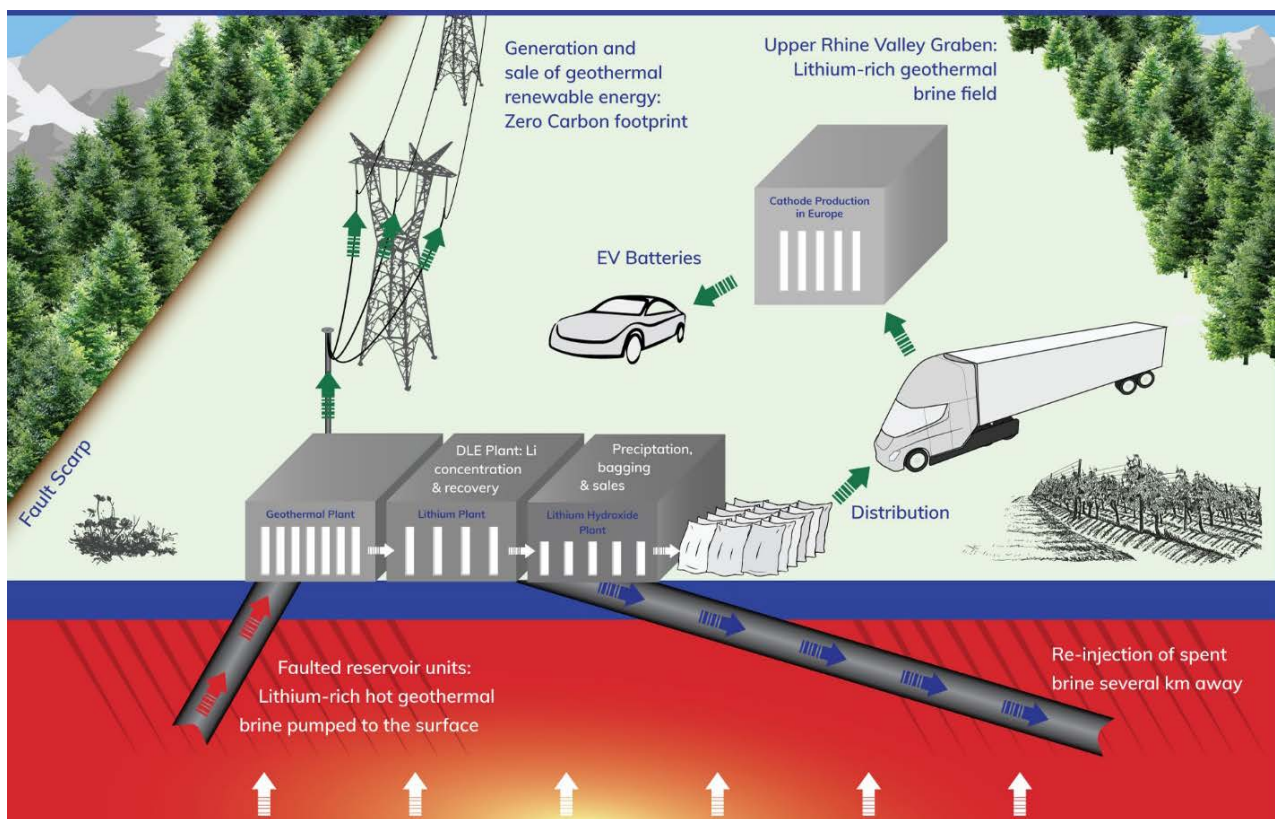 Generation and
sale of geothermal
renewable energy:
Zero Carbon footprint
Upper Rhine Valley Graben:
Lithium-rich geothermal
brine field
Cathode Production
in Europe
EV Batteries
Fault Scarp
DLE Plant: Li
concentration
& recovery
Preciptation,
bagging
& sales
Geothermal Plant
Lithium Plant
Lithium Hydroxide
Plant
Distribution
Faulted reservoir units:
Lithium-rich hot geothermal
brine pumped to the surface
Re-injection of spent
brine several km away